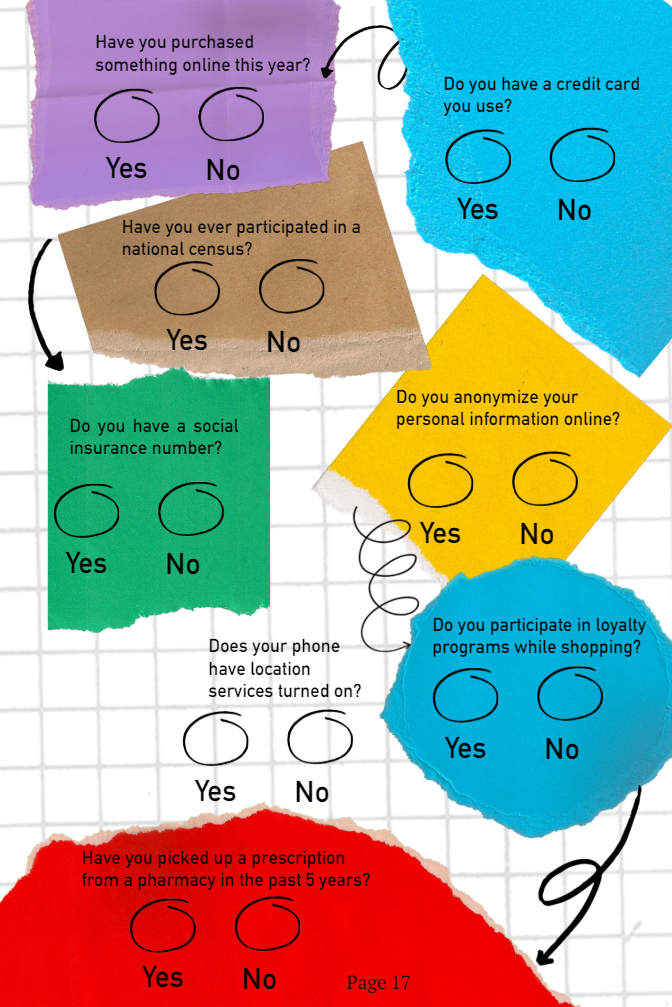 Have you purchased
something online this year?
Yes No
Do you have a credit card
you use?
Yes No
Have you ever participated in a
national census?
Yes No
Do you anonymize your
personal information online?
Yes No
Do you have a social
insurance number?
Yes No
Do you participate in loyalty
programs while shopping?
Yes No
Does your phone
have location
services turned on?
Yes No
Have you picked up a prescription
from a pharmacy in the past 5 years?
Yes No
Page 17